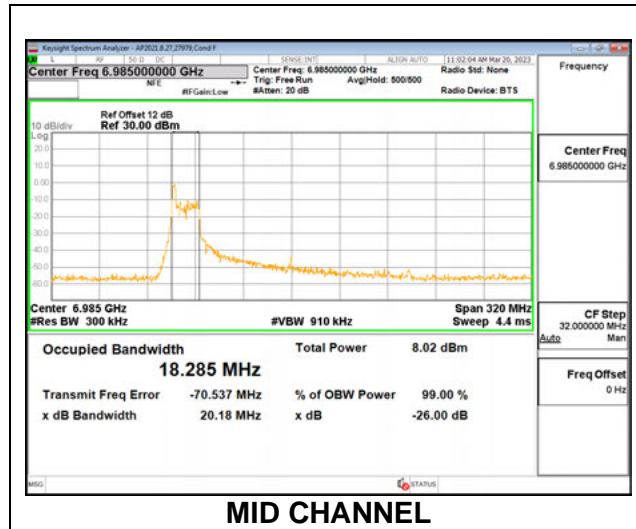 Keysight Spectrum Analyzer - AP2021.8.27,27979,Cond F
L RF 50 Ω DC SENSE:INT ALIGN AUTO 11:02:04 AM Mar 20, 2023
Center Freq 6.985000000 GHz
NFE
#IFGain:Low
Center Freq: 6.985000000 GHz
Trig: Free Run Avg|Hold: 500/500
#Atten: 20 dB
Radio Std: None
Radio Device: BTS
Frequency
Ref Offset 12 dB
10 dB/div Ref 30.00 dBm
Log
20.0
10.0
0.00
-10.0
-20.0
-30.0
-40.0
-50.0
-60.0
Center 6.985 GHz Span 320 MHz
#Res BW 300 kHz #VBW 910 kHz Sweep 4.4 ms
Occupied Bandwidth Total Power 8.02 dBm
18.285 MHz
Transmit Freq Error -70.537 MHz % of OBW Power 99.00 %
x dB Bandwidth 20.18 MHz x dB -26.00 dB
Center Freq
6.985000000 GHz
CF Step
32.000000 MHz
Auto Man
Freq Offset
0 Hz
MSG STATUS
MID CHANNEL